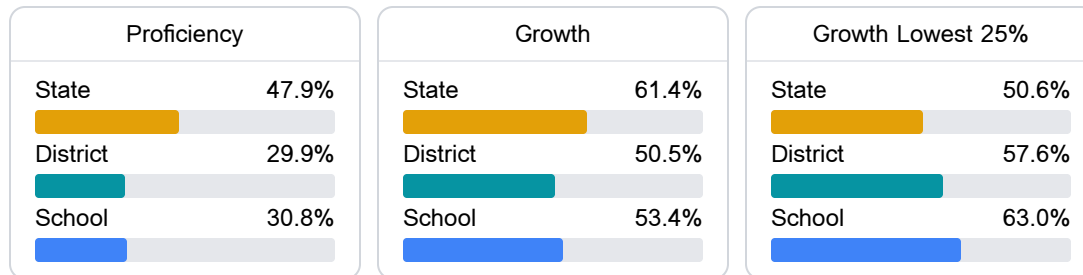 Proficiency
State 47.9%
District 29.9%
School 30.8%
Growth
State 61.4%
District 50.5%
School 53.4%
Growth Lowest 25%
State 50.6%
District 57.6%
School 63.0%